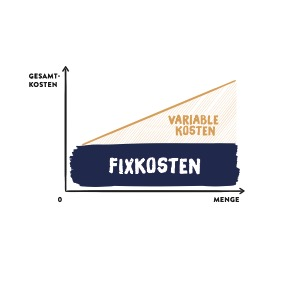 GESAMT-
KOSTEN
VARIABLE
KOSTEN
FIXKOSTEN
0
MENGE